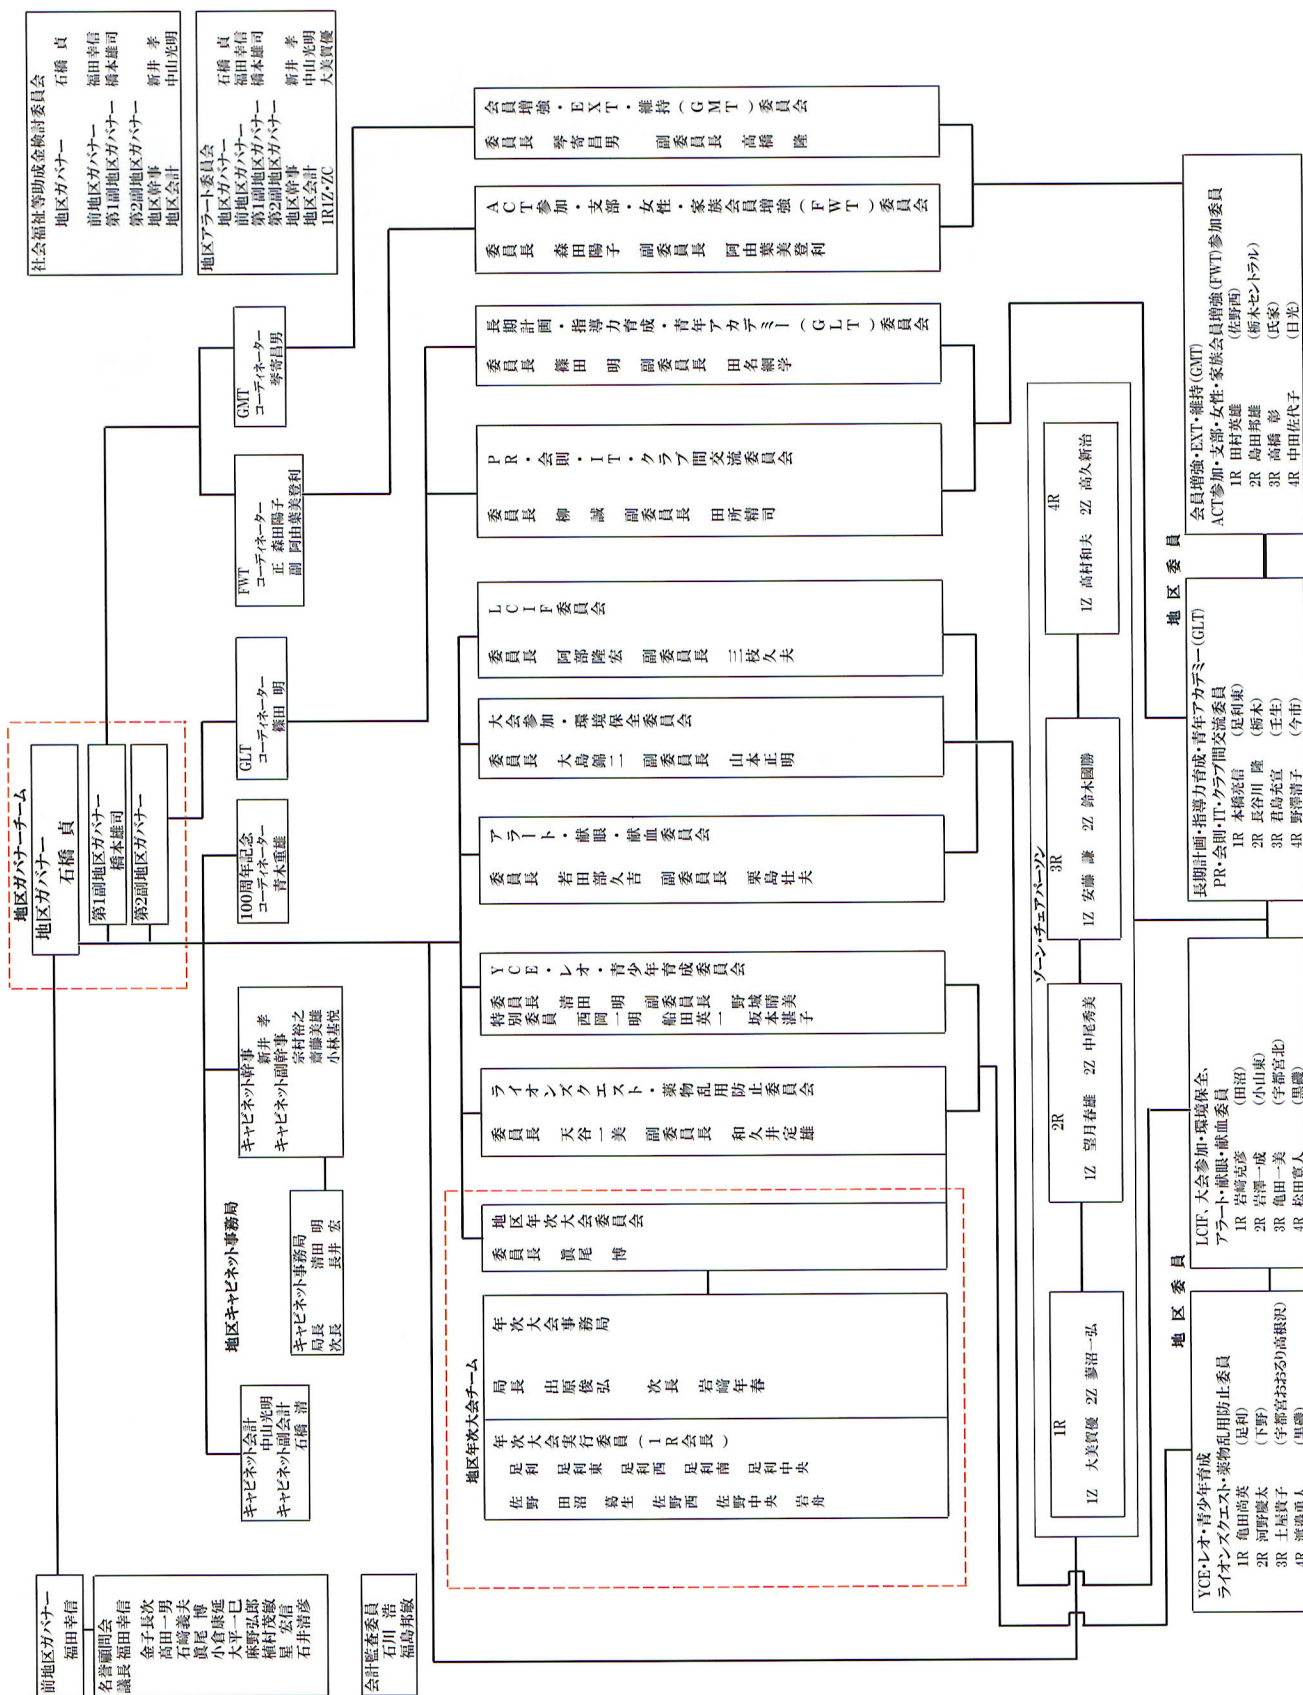 地区ガバナーチーム
地区ガバナー
石橋　貞
第1副地区ガバナー
橋本雄司
第2副地区ガバナー
前地区ガバナー
福田幸信
名誉顧問会
議長 福田幸信
金子長次
高田一男
石﨑義夫
眞尾　博
小倉康延
大平一巳
麻野弘郎
植村茂敏
星　宏信
石井清彦
会計監査委員
石川　浩
福島邦敏
社会福祉等助成金検討委員会
地区ガバナー　石橋　貞
前地区ガバナー　福田幸信
第1副地区ガバナー　橋本雄司
第2副地区ガバナー
地区幹事　新井　孝
地区会計　中山光明
地区アラート委員会
地区ガバナー　石橋　貞
前地区ガバナー　福田幸信
第1副地区ガバナー　橋本雄司
第2副地区ガバナー
地区幹事　新井　孝
地区会計　中山光明
1R1Z・ZC　大美賀優
地区キャビネット事務局
キャビネット会計
中山光明
キャビネット副会計
石橋　清
キャビネット幹事
新井　孝
キャビネット副幹事
宗村裕之
齋藤美雄
小林基悦
キャビネット事務局
局長　清田　明
次長　長井　宏
100周年記念
コーディネーター
青木重雄
GLT
コーディネーター
篠田　明
FWT
コーディネーター
正　森田陽子
副　阿由葉美登利
GMT
コーディネーター
琴寄昌男
地区年次大会チーム
年次大会実行委員（1R会長）
足利　足利東　足利西　足利南　足利中央
佐野　田沼　葛生　佐野西　佐野中央　岩舟
年次大会事務局
局長　出原俊弘　次長　岩﨑年春
地区年次大会委員会
委員長　眞尾　博
ライオンズクエスト・薬物乱用防止委員会
委員長　天谷一美　副委員長　和久井定雄
YCE・レオ・青少年育成委員会
委員長　清田　明　副委員長　野城晴美
特別委員　西岡一明　船田英一　坂本湛子
アラート・献眼・献血委員会
委員長　若田部久吉　副委員長　栗島壮夫
大会参加・環境保全委員会
委員長　大島錦二　副委員長　山本正明
LCIF委員会
委員長　阿部隆宏　副委員長　三枝久夫
PR・会則・IT・クラブ間交流委員会
委員長　柳　誠　副委員長　田所精司
長期計画・指導力育成・青年アカデミー（GLT）委員会
委員長　篠田　明　副委員長　田名網学
ACT参加・支部・女性・家族会員増強（FWT）委員会
委員長　森田陽子　副委員長　阿由葉美登利
会員増強・EXT・維持（GMT）委員会
委員長　琴寄昌男　副委員長　高橋　隆
ゾーン・チェアパーソン
1R
1Z　大美賀優　2Z　蓼沼一弘
2R
1Z　望月春雄　2Z　中尾秀美
3R
1Z　安藤　謙　2Z　鈴木國勝
4R
1Z　高村和夫　2Z　高久新治
地区委員
YCE・レオ・青少年育成
ライオンズクエスト・薬物乱用防止委員
1R　亀田尚英　（足利）
2R　河野慶太　（下野）
3R　土屋貴子　（宇都宮おおるり高根沢）
4R　渡邉勇人　（黒磯）
LCIF、大会参加・環境保全、
アラート・献眼・献血委員
1R　岩﨑克彦　（田沼）
2R　岩澤一成　（小山東）
3R　亀田一美　（宇都宮北）
4R　松田寛人　（黒磯）
地区委員
長期計画・指導力育成・青年アカデミー(GLT)
PR・会則・IT・クラブ間交流委員
1R　本橋亮信　（足利東）
2R　長谷川　隆　（栃木）
3R　君島充宣　（壬生）
4R　野澤清子　（今市）
会員増強・EXT・維持(GMT)
ACT参加・支部・女性・家族会員増強(FWT)参加委員
1R　田村英雄　（佐野西）
2R　島田邦雄　（栃木セントラル）
3R　高橋　彰　（氏家）
4R　中田佐代子　（日光）